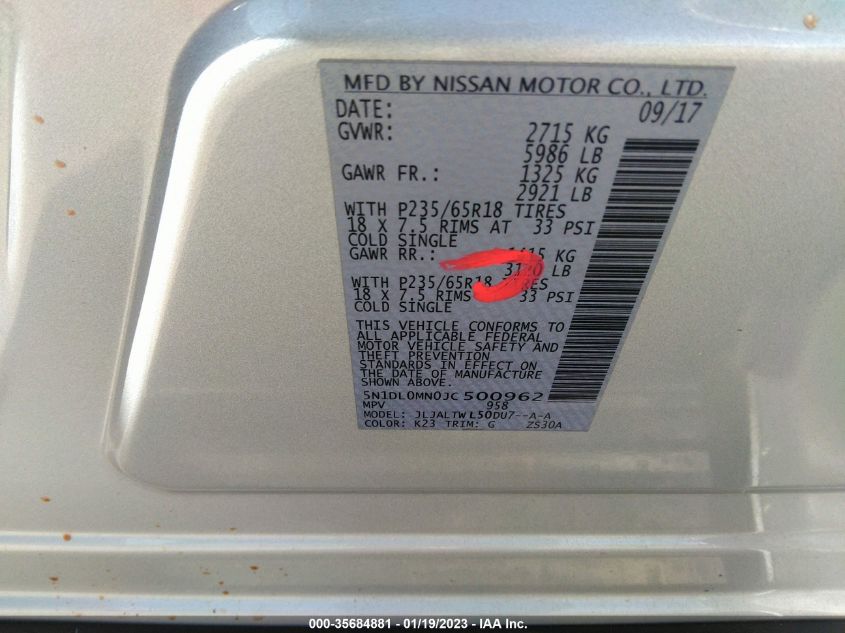 MFD BY NISSAN MOTOR CO., LTD.
DATE: 09/17
GVWR: 2715 KG
5986 LB
GAWR FR.: 1325 KG
2921 LB
WITH P235/65R18 TIRES
18 X 7.5 RIMS AT 33 PSI
COLD SINGLE
GAWR RR.: KG
LB
WITH P235/65R18 TIRES
18 X 7.5 RIMS 33 PSI
COLD SINGLE
THIS VEHICLE CONFORMS TO
ALL APPLICABLE FEDERAL
MOTOR VEHICLE SAFETY AND
THEFT PREVENTION
STANDARDS IN EFFECT ON
THE DATE OF MANUFACTURE
SHOWN ABOVE.
5N1DL0MN0JC500962
MPV 958
MODEL: JLJALTWL50DU7--A-A
COLOR: K23 TRIM: G ZS30A
000-35684881 - 01/19/2023 - IAA Inc.